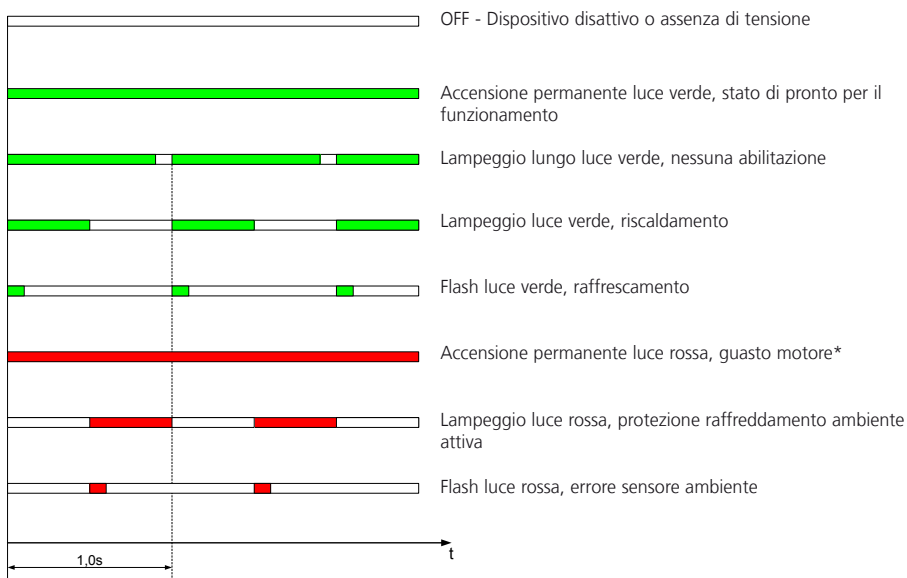 OFF - Dispositivo disattivo o assenza di tensione
Accensione permanente luce verde, stato di pronto per il
funzionamento
Lampeggio lungo luce verde, nessuna abilitazione
Lampeggio luce verde, riscaldamento
Flash luce verde, raffrescamento
Accensione permanente luce rossa, guasto motore*
Lampeggio luce rossa, protezione raffreddamento ambiente
attiva
Flash luce rossa, errore sensore ambiente
t
1,0s